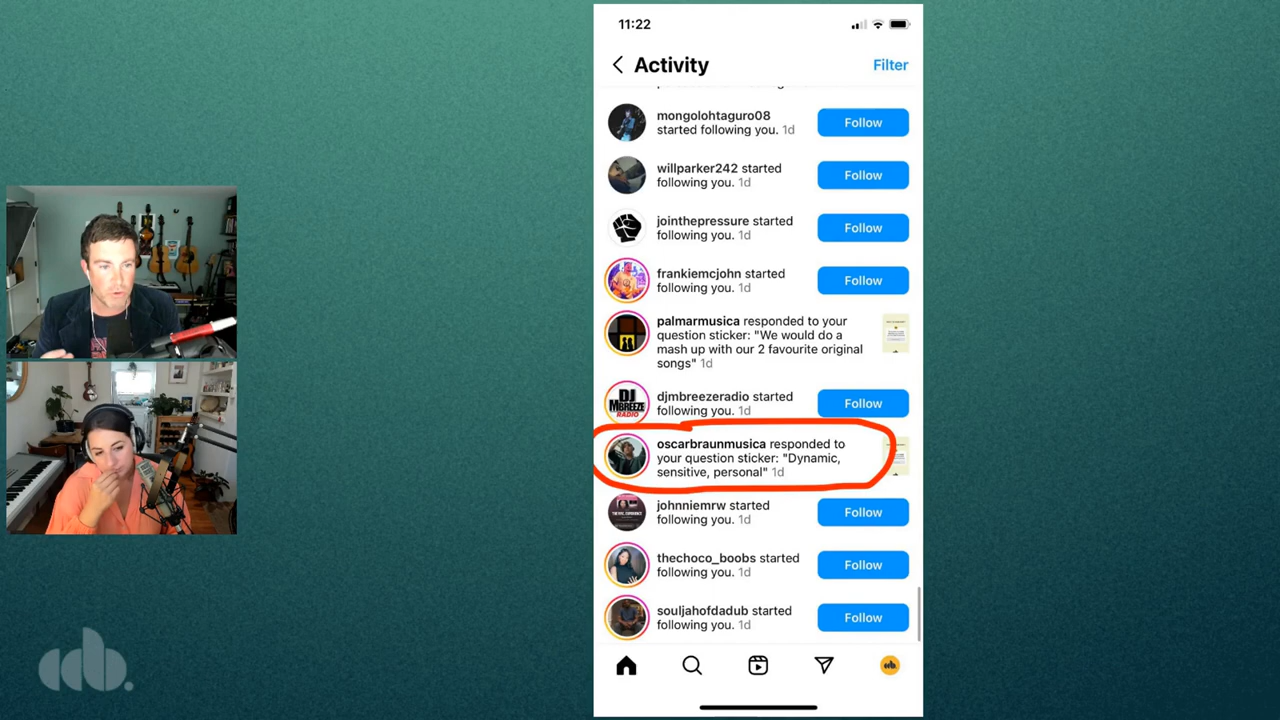 11:22
Activity
Filter
mongolohtaguro08
started following you. 1d
Follow
willparker242 started
following you. 1d
Follow
jointhepressure started
following you. 1d
Follow
frankiemcjohn started
following you. 1d
Follow
palmarmusica responded to your
question sticker: "We would do a
mash up with our 2 favourite original
songs" 1d
DJ
MBREEZE
RADIO
djmbreezeradio started
following you. 1d
Follow
oscarbraunmusica responded to
your question sticker: "Dynamic,
sensitive, personal" 1d
johnniemrw started
following you. 1d
Follow
thechoco_boobs started
following you. 1d
Follow
souljahofdadub started
following you. 1d
Follow